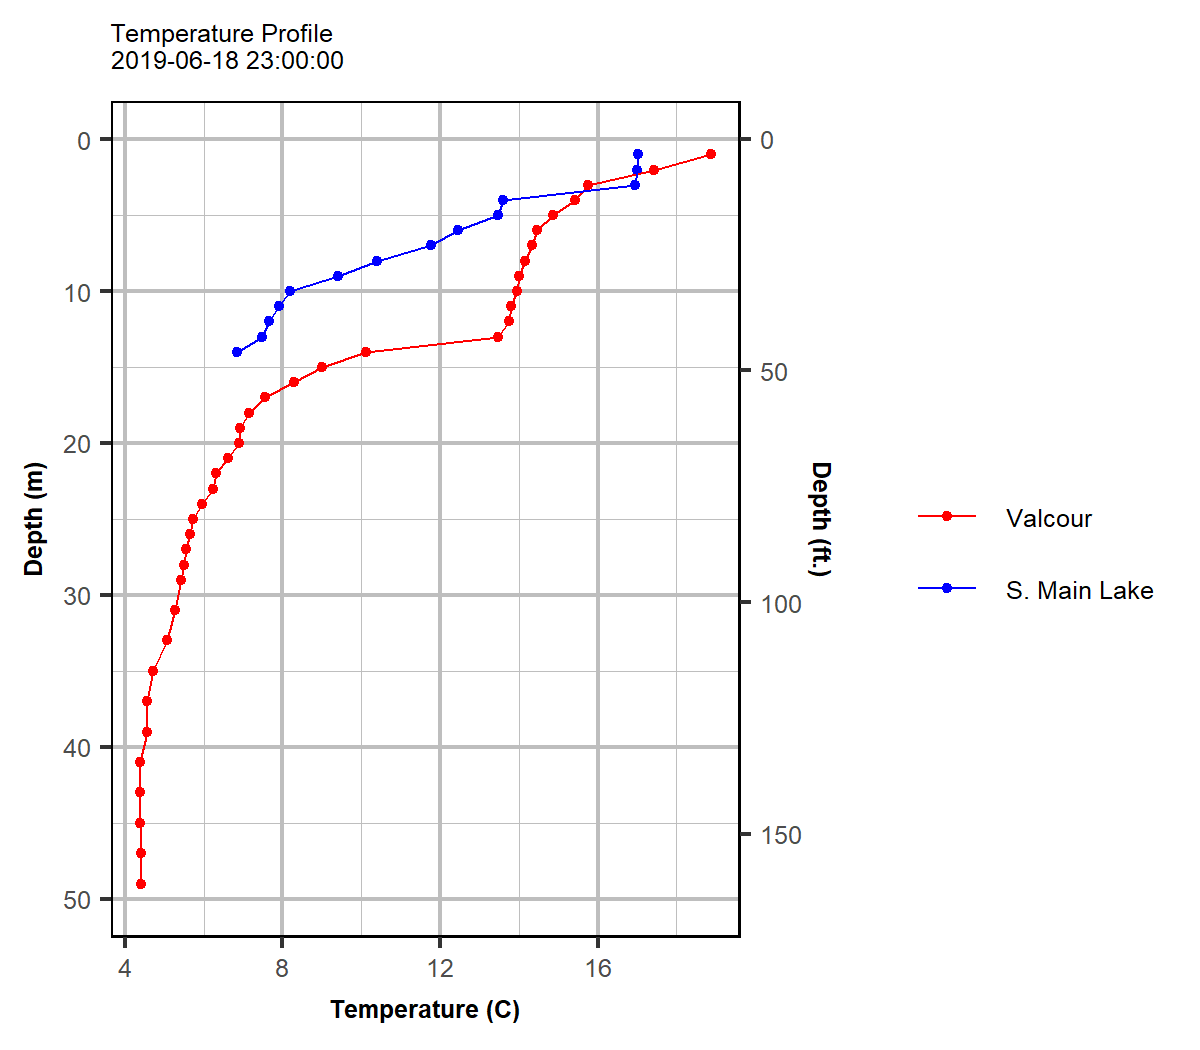 Temperature Profile
2019-06-18 23:00:00
0
10
20
30
40
50
Depth (m)
0
50
100
150
Depth (ft.)
4
8
12
16
Temperature (C)
Valcour
S. Main Lake